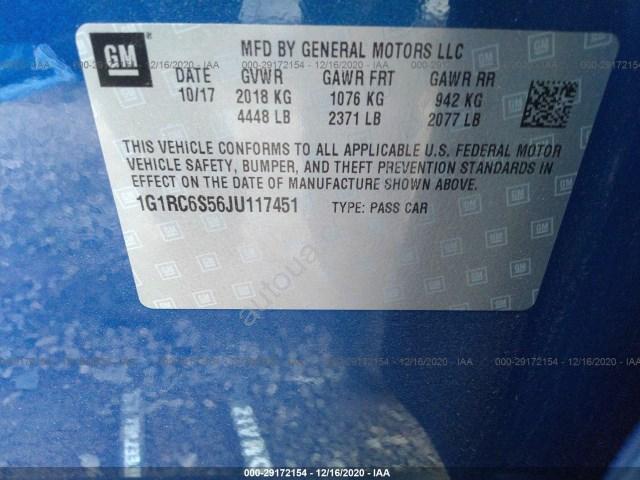 GM
MFD BY GENERAL MOTORS LLC
DATE GVWR GAWR FRT GAWR RR
10/17 2018 KG 1076 KG 942 KG
4448 LB 2371 LB 2077 LB
THIS VEHICLE CONFORMS TO ALL APPLICABLE U.S. FEDERAL MOTOR
VEHICLE SAFETY, BUMPER, AND THEFT PREVENTION STANDARDS IN
EFFECT ON THE DATE OF MANUFACTURE SHOWN ABOVE.
1G1RC6S56JU117451 TYPE: PASS CAR
000-29172154 - 12/16/2020 - IAA